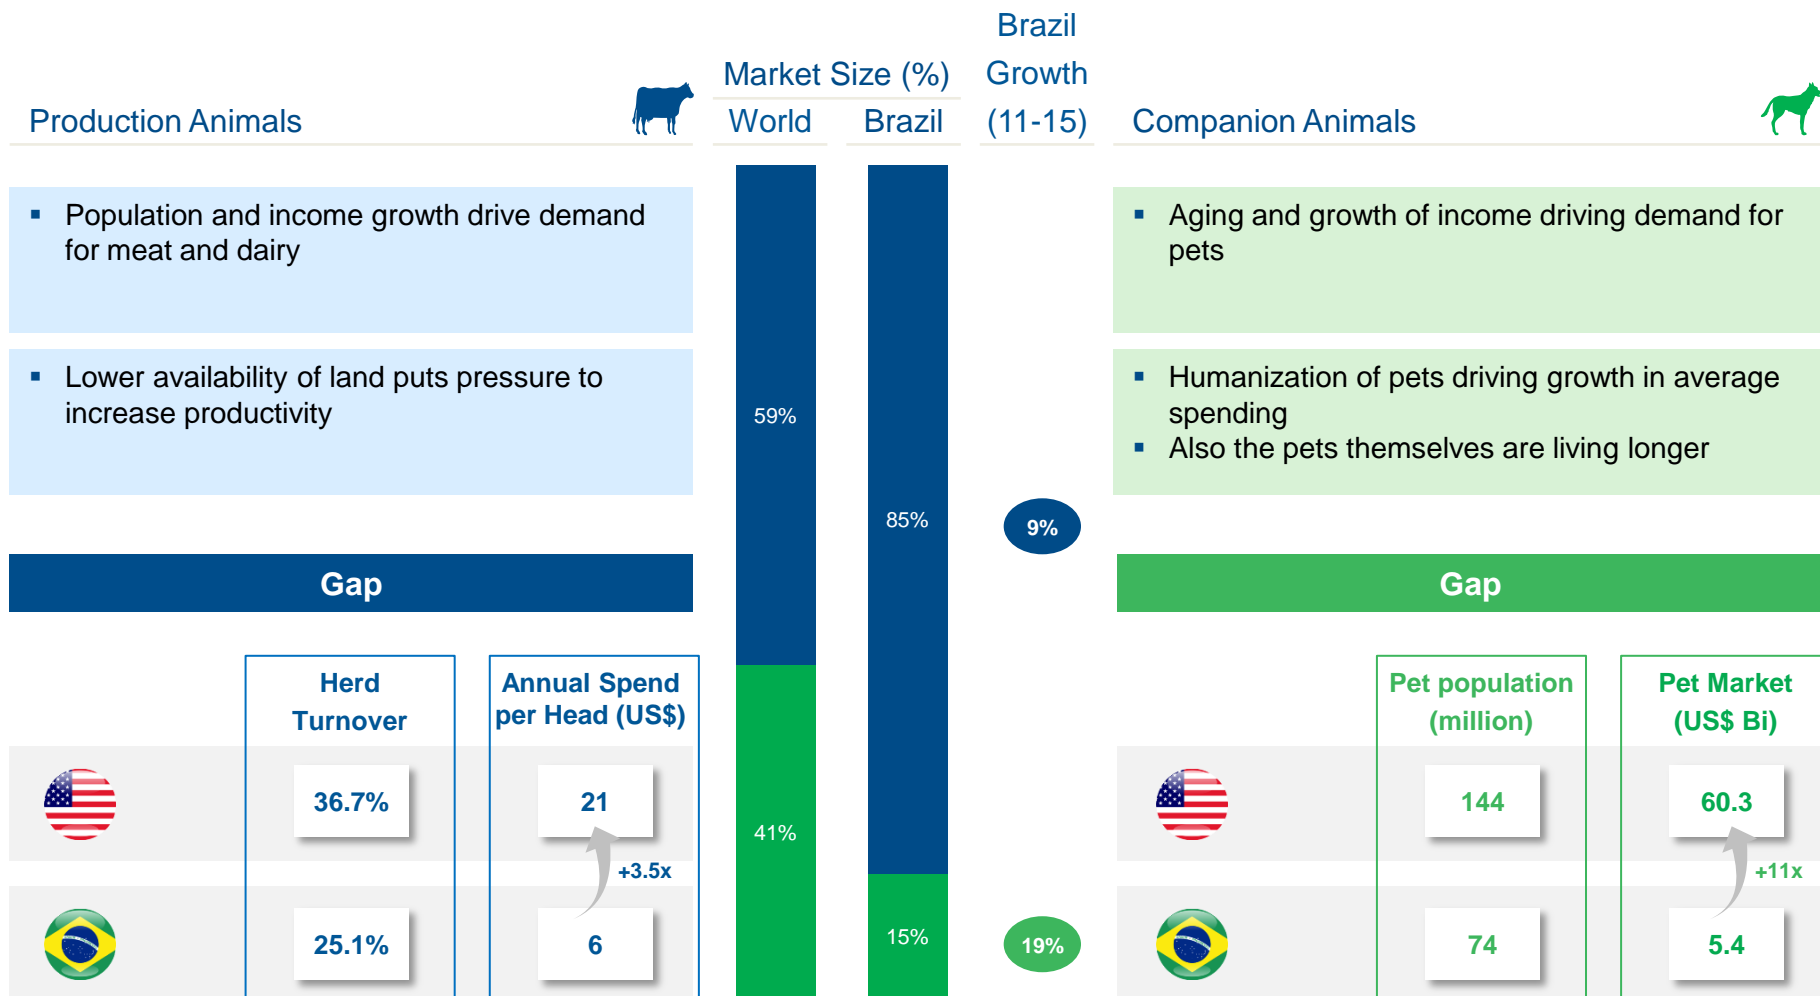 Production Animals
Market Size (%)
World
Brazil
Brazil
Growth
(11-15)
Companion Animals
▪ Population and income growth drive demand
for meat and dairy
▪ Lower availability of land puts pressure to
increase productivity
59%
41%
85%
15%
9%
19%
▪ Aging and growth of income driving demand for
pets
▪ Humanization of pets driving growth in average
spending
▪ Also the pets themselves are living longer
Gap
Herd
Turnover
Annual Spend
per Head (US$)
36.7%
21
+3.5x
25.1%
6
Gap
Pet population
(million)
Pet Market
(US$ Bi)
144
60.3
+11x
74
5.4